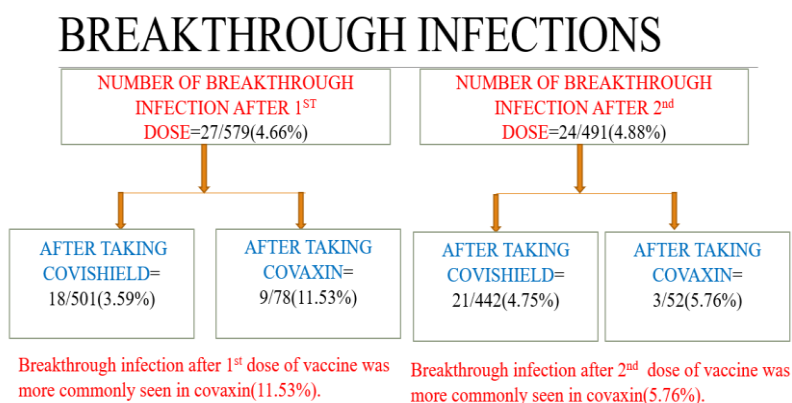 BREAKTHROUGH INFECTIONS
NUMBER OF BREAKTHROUGH
INFECTION AFTER 1ST
DOSE=27/579(4.66%)
NUMBER OF BREAKTHROUGH
INFECTION AFTER 2nd
DOSE=24/491(4.88%)
AFTER TAKING
COVISHIELD=
18/501(3.59%)
AFTER TAKING
COVAXIN=
9/78(11.53%)
AFTER TAKING
COVISHIELD=
21/442(4.75%)
AFTER TAKING
COVAXIN=
3/52(5.76%)
Breakthrough infection after 1st dose of vaccine was
more commonly seen in covaxin(11.53%).
Breakthrough infection after 2nd dose of vaccine was
more commonly seen in covaxin(5.76%).